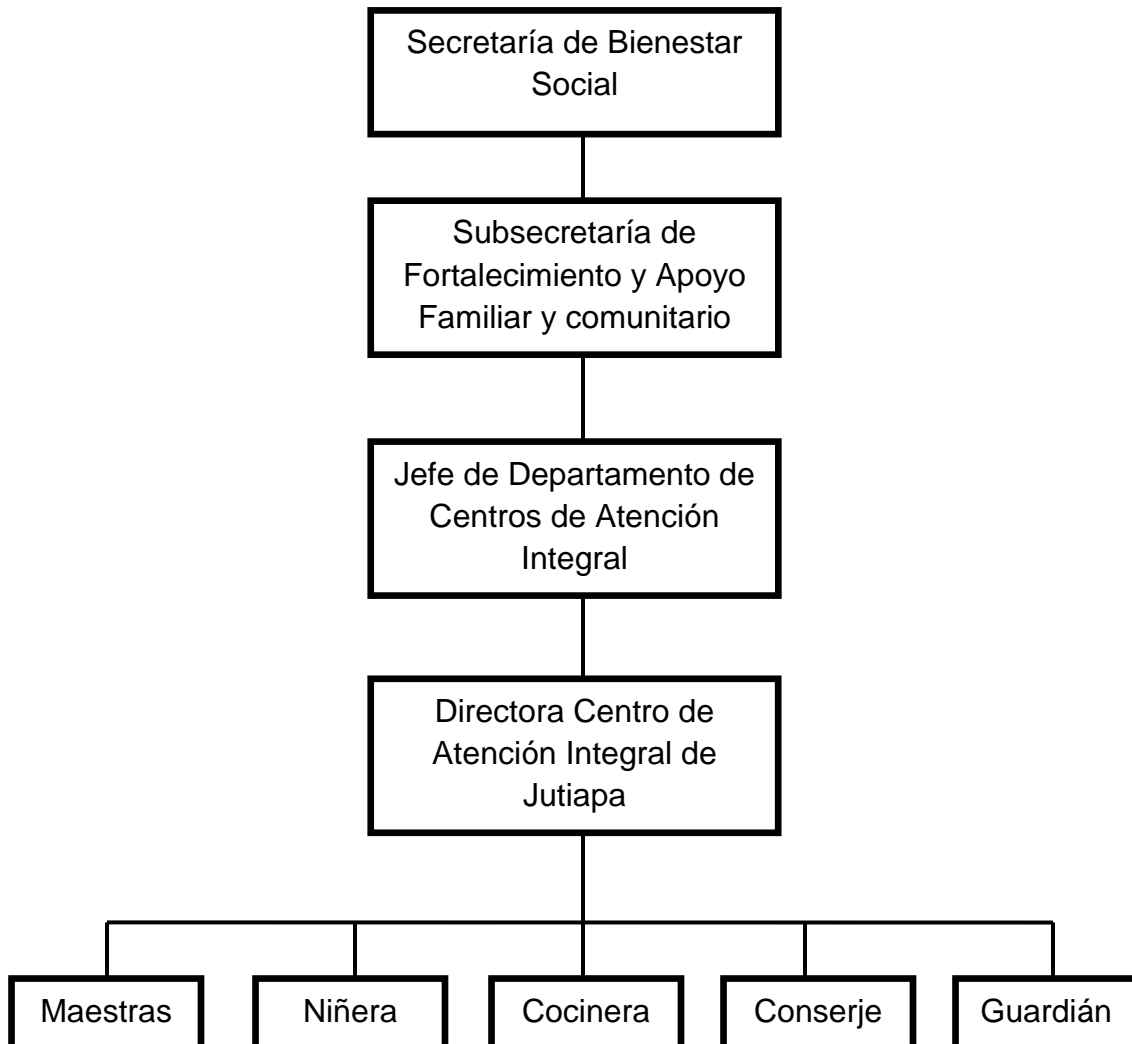 Secretaría de Bienestar
Social
Subsecretaría de
Fortalecimiento y Apoyo
Familiar y comunitario
Jefe de Departamento de
Centros de Atención
Integral
Directora Centro de
Atención Integral de
Jutiapa
Maestras
Niñera
Cocinera
Conserje
Guardián